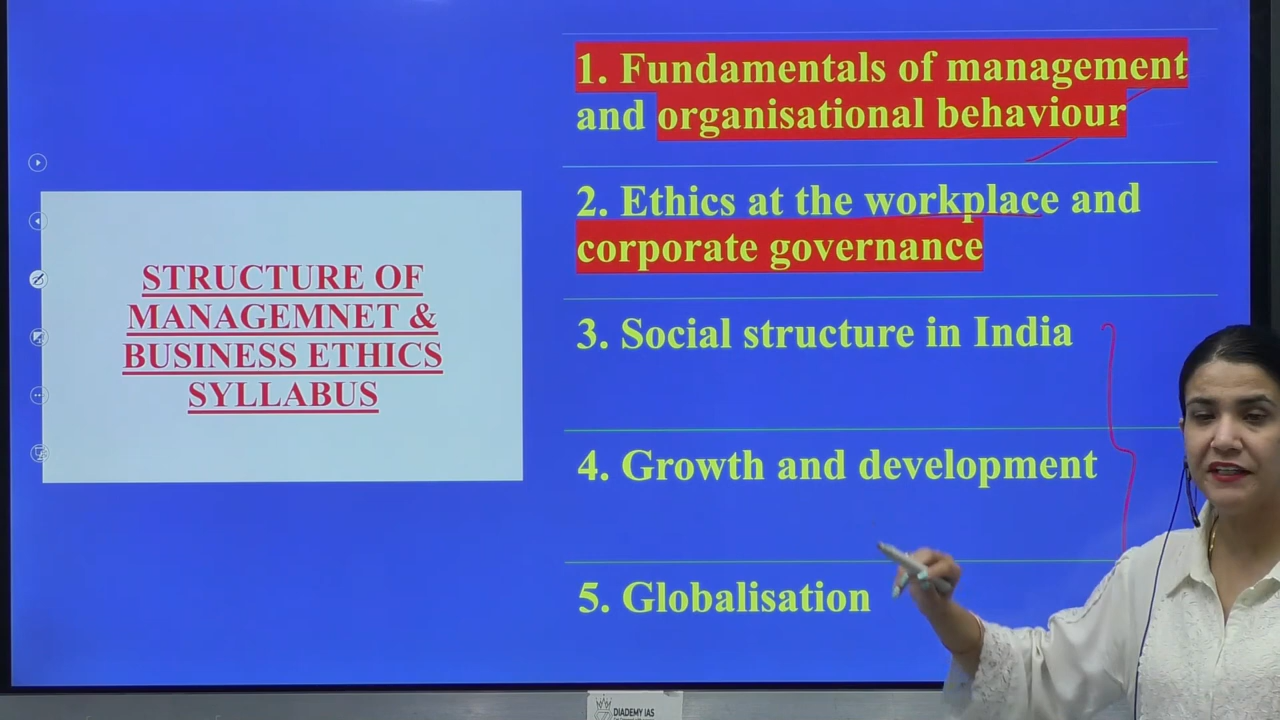 STRUCTURE OF
MANAGEMNET &
BUSINESS ETHICS
SYLLABUS
1. Fundamentals of management
and organisational behaviour
2. Ethics at the workplace and
corporate governance
3. Social structure in India
4. Growth and development
5. Globalisation
DIADEMY IAS